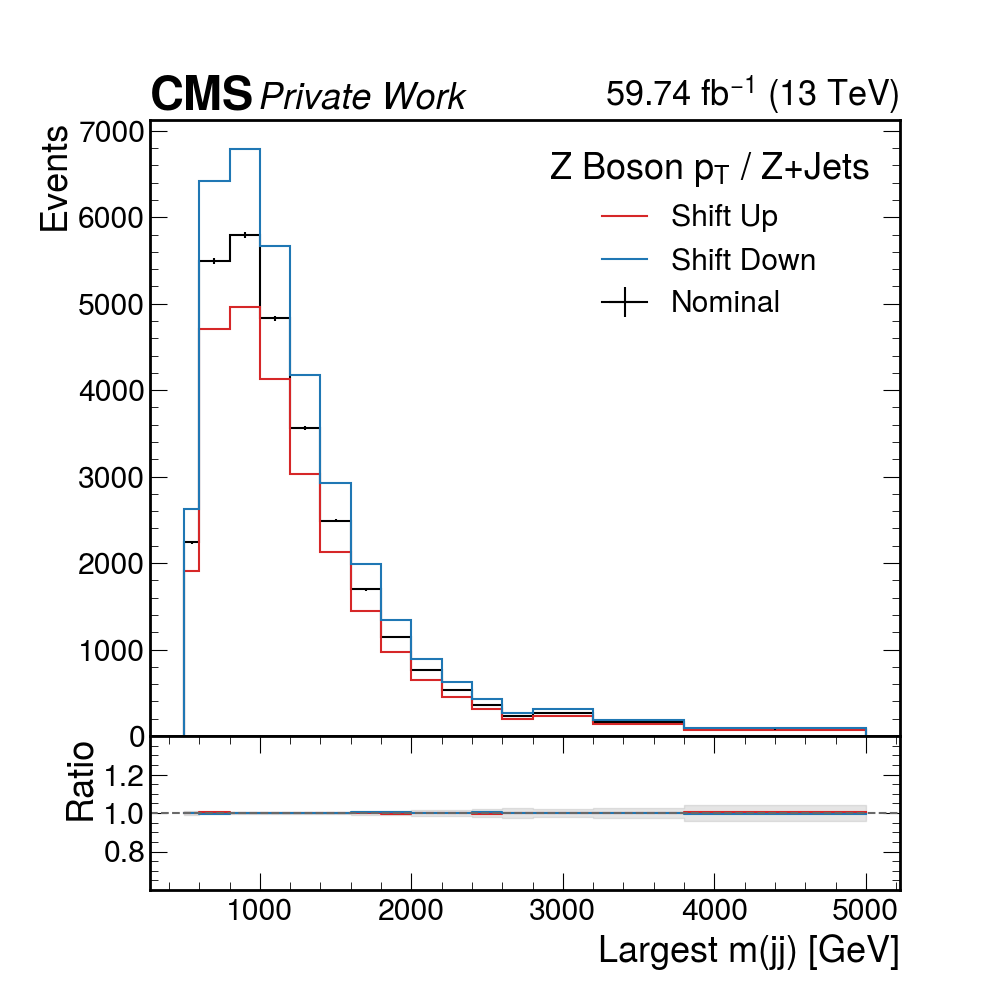 CMS Private Work 59.74 fb⁻¹ (13 TeV)
Events
7000
6000
5000
4000
3000
2000
1000
0
Z Boson p_T / Z+Jets
Shift Up
Shift Down
Nominal
Ratio
1.2
1.0
0.8
1000 2000 3000 4000 5000
Largest m(jj) [GeV]